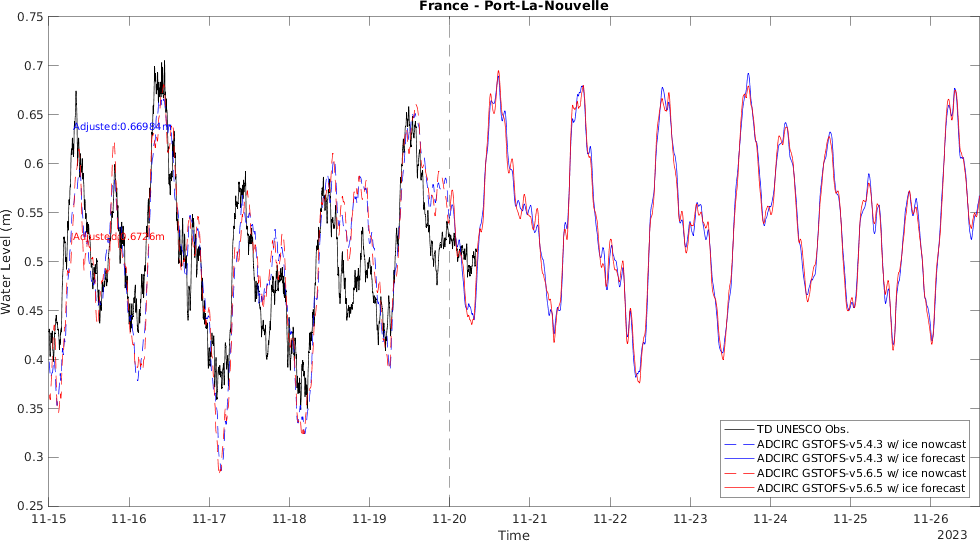 France - Port-La-Nouvelle
Water Level (m)
0.75
0.7
0.65
0.6
0.55
0.5
0.45
0.4
0.35
0.3
0.25
Adjusted:0.66984m
Adjusted:0.6726m
TD UNESCO Obs.
ADCIRC GSTOFS-v5.4.3 w/ ice nowcast
ADCIRC GSTOFS-v5.4.3 w/ ice forecast
ADCIRC GSTOFS-v5.6.5 w/ ice nowcast
ADCIRC GSTOFS-v5.6.5 w/ ice forecast
11-15 11-16 11-17 11-18 11-19 11-20 11-21 11-22 11-23 11-24 11-25 11-26
Time
2023